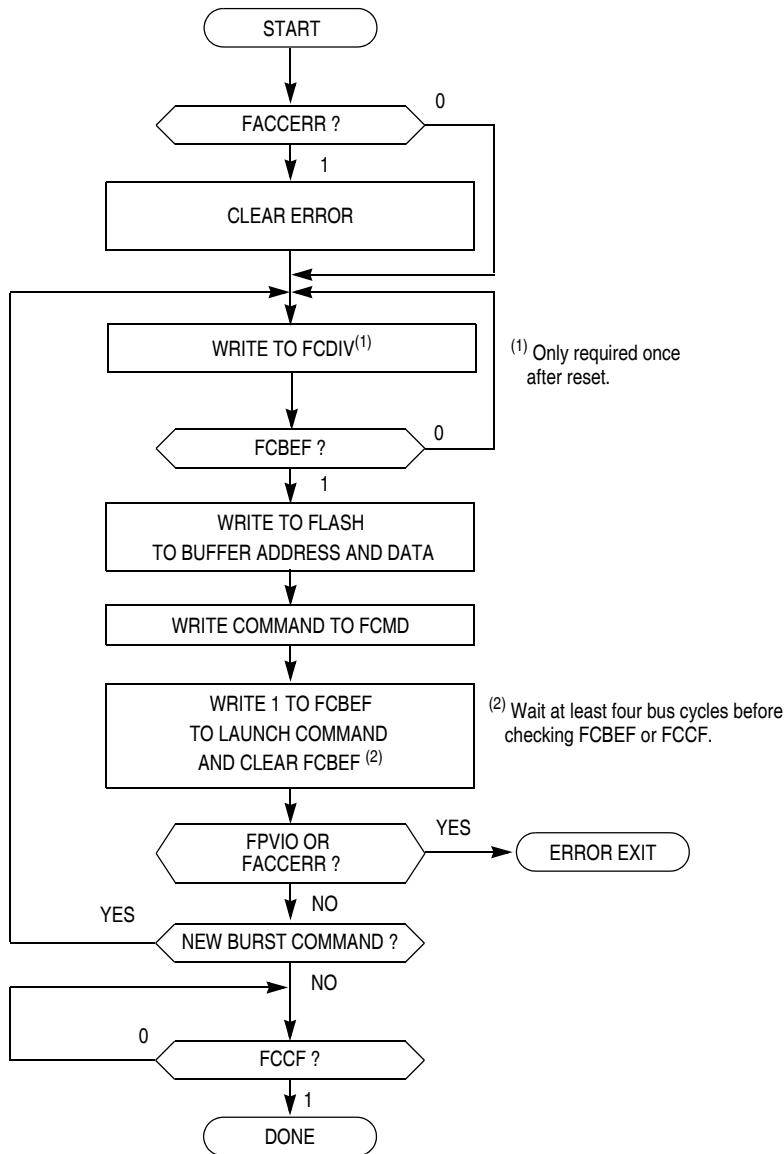 START
FACCERR ?
0
1
CLEAR ERROR
WRITE TO FCDIV(1)
(1) Only required once
after reset.
FCBEF ?
0
1
WRITE TO FLASH
TO BUFFER ADDRESS AND DATA
WRITE COMMAND TO FCMD
WRITE 1 TO FCBEF
TO LAUNCH COMMAND
AND CLEAR FCBEF (2)
(2) Wait at least four bus cycles before
checking FCBEF or FCCF.
FPVIO OR
FACCERR ?
YES
ERROR EXIT
NO
YES
NEW BURST COMMAND ?
NO
0
FCCF ?
1
DONE